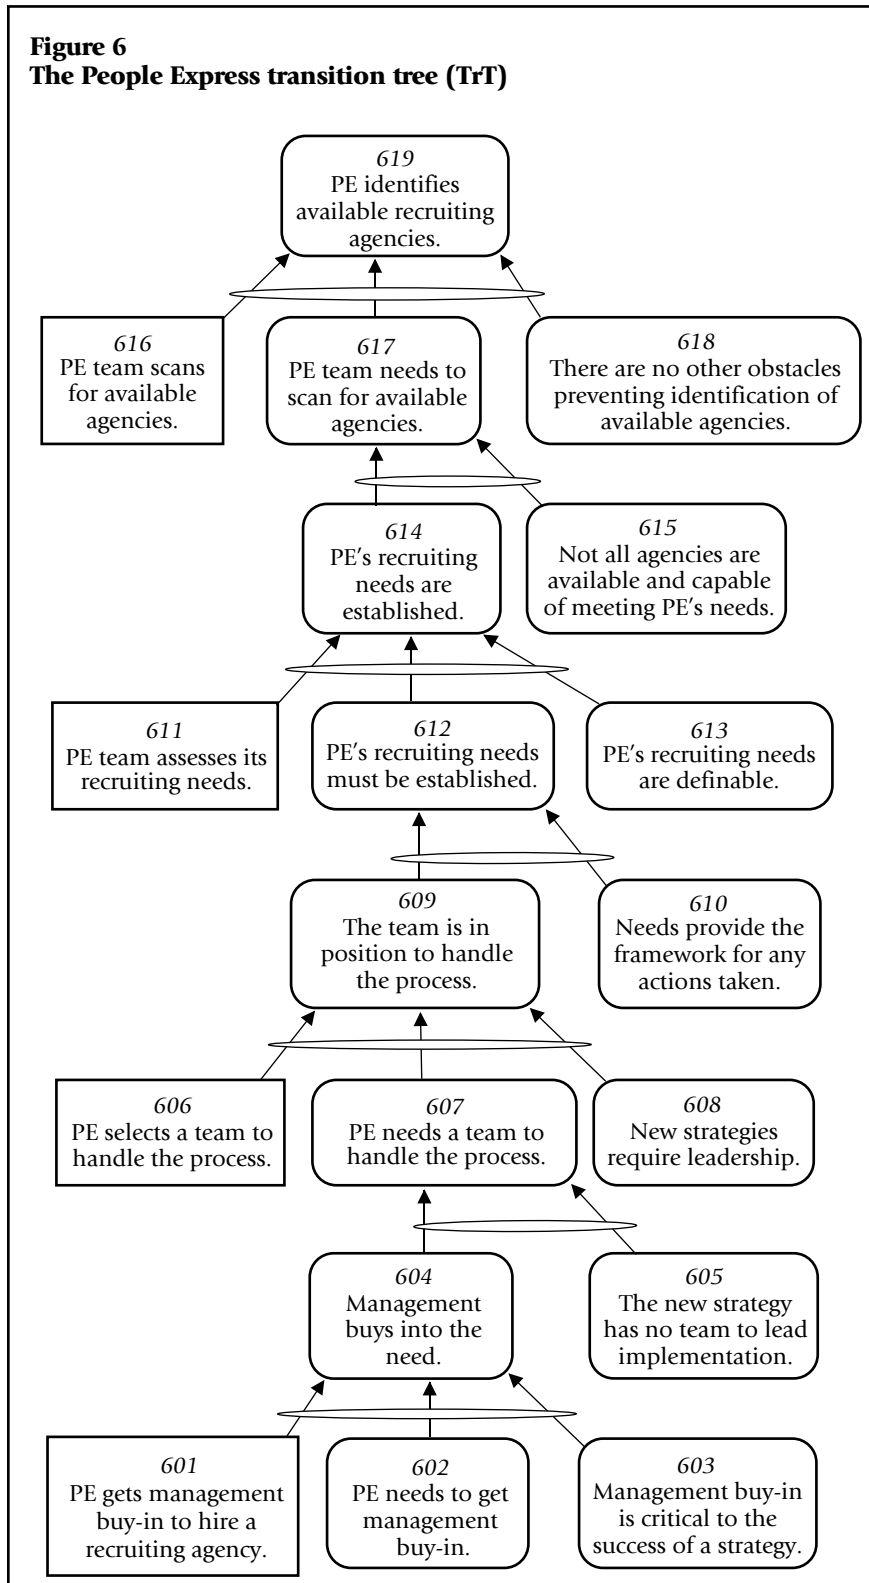 Figure 6
The People Express transition tree (TrT)
619
PE identifies
available recruiting
agencies.
616
PE team scans
for available
agencies.
617
PE team needs to
scan for available
agencies.
618
There are no other obstacles
preventing identification of
available agencies.
614
PE's recruiting
needs are
established.
615
Not all agencies are
available and capable
of meeting PE's needs.
611
PE team assesses its
recruiting needs.
612
PE's recruiting needs
must be established.
613
PE's recruiting needs
are definable.
609
The team is in
position to handle
the process.
610
Needs provide the
framework for any
actions taken.
606
PE selects a team to
handle the process.
607
PE needs a team to
handle the process.
608
New strategies
require leadership.
604
Management
buys into the
need.
605
The new strategy
has no team to lead
implementation.
601
PE gets management
buy-in to hire a
recruiting agency.
602
PE needs to get
management
buy-in.
603
Management buy-in
is critical to the
success of a strategy.